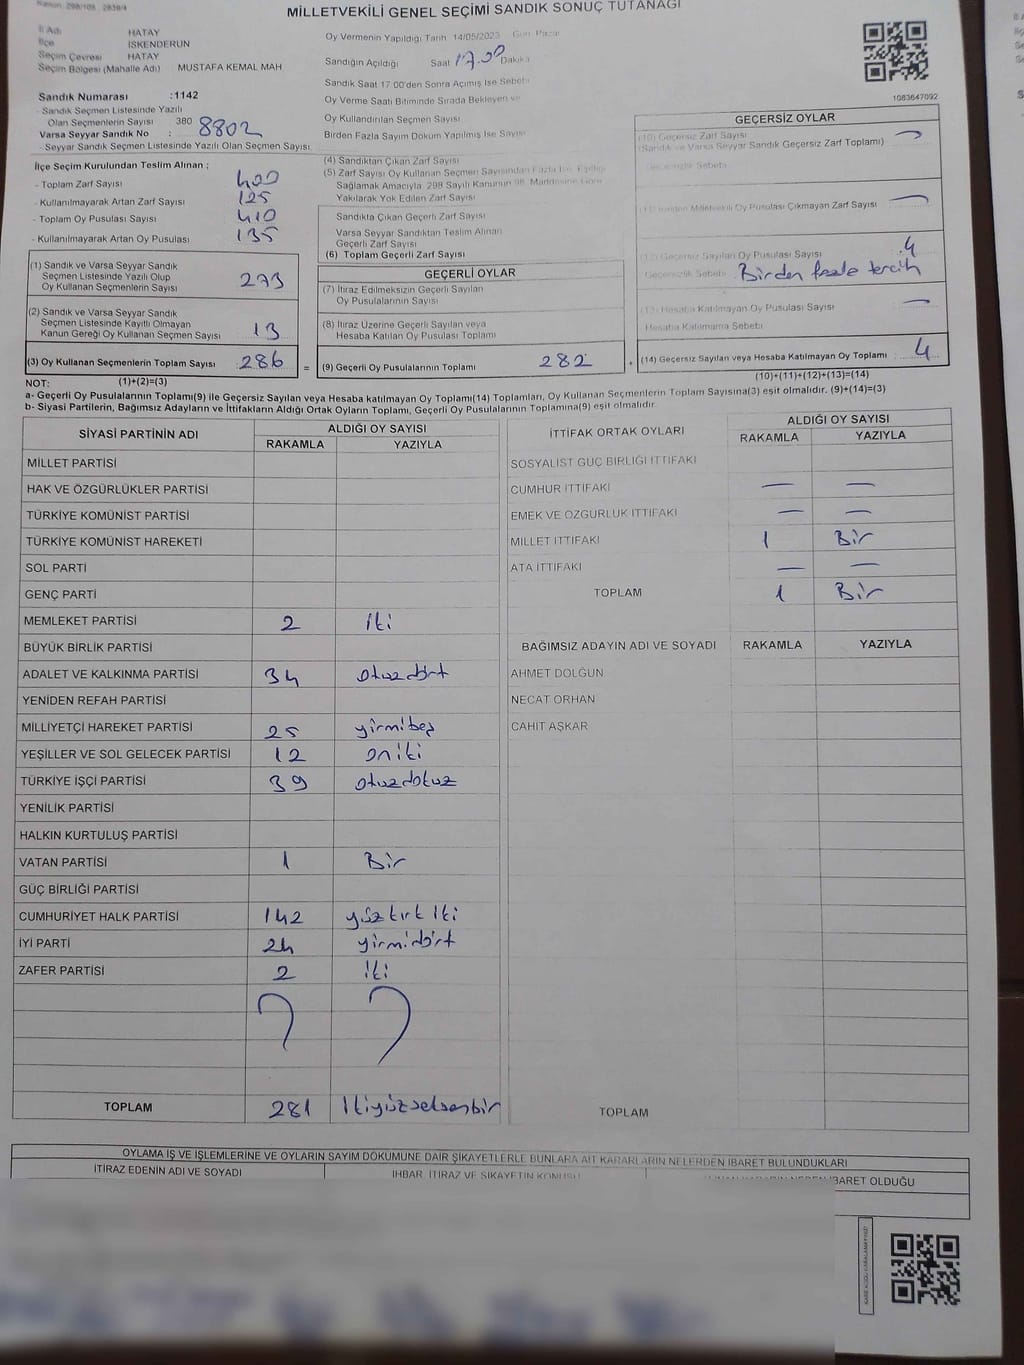 Kanun: 298/105 2839/4
MİLLETVEKİLİ GENEL SEÇİMİ SANDIK SONUÇ TUTANAĞI
İl Adı HATAY
İlçe İSKENDERUN
Seçim Çevresi HATAY
Seçim Bölgesi (Mahalle Adı) MUSTAFA KEMAL MAH
Sandık Numarası :1142
- Sandık Seçmen Listesinde Yazılı
Olan Seçmenlerin Sayısı 380
Varsa Seyyar Sandık No : 8802
- Seyyar Sandık Seçmen Listesinde Yazılı Olan Seçmen Sayısı
Oy Vermenin Yapıldığı Tarih 14/05/2023 Gün Pazar
Sandığın Açıldığı Saat 17.00 Dakika
Sandık Saat 17 00'den Sonra Açmış İse Sebebi
Oy Verme Saati Bitiminde Sırada Bekleyen ve
Oy Kullandırılan Seçmen Sayısı
Birden Fazla Sayım Döküm Yapılmış İse Sayısı
1083647092
İlçe Seçim Kurulundan Teslim Alınan ;
- Toplam Zarf Sayısı 400
- Kullanılmayarak Artan Zarf Sayısı 125
- Toplam Oy Pusulası Sayısı 410
- Kullanılmayarak Artan Oy Pusulası 135
(1) Sandık ve Varsa Seyyar Sandık
Seçmen Listesinde Yazılı Olup
Oy Kullanan Seçmenlerin Sayısı 273
(2) Sandık ve Varsa Seyyar Sandık
Seçmen Listesinde Kayıtlı Olmayan
Kanun Gereği Oy Kullanan Seçmen Sayısı 13
(3) Oy Kullanan Seçmenlerin Toplam Sayısı : 286 =
(4) Sandıktan Çıkan Zarf Sayısı
(5) Zarf Sayısı Oy Kullanan Seçmen Sayısından Fazla İse, Eşitliği
Sağlamak Amacıyla 298 Sayılı Kanunun 98. Maddesine Göre
Yakılarak Yok Edilen Zarf Sayısı
Sandıkta Çıkan Geçerli Zarf Sayısı
Varsa Seyyar Sandıktan Teslim Alınan
Geçerli Zarf Sayısı
(6) Toplam Geçerli Zarf Sayısı
GEÇERLİ OYLAR
(7) İtiraz Edilmeksizin Geçerli Sayılan
Oy Pusulalarının Sayısı
(8) İtiraz Üzerine Geçerli Sayılan veya
Hesaba Katılan Oy Pusulası Toplamı
(9) Geçerli Oy Pusulalarının Toplamı 282 +
GEÇERSİZ OYLAR
(10) Geçersiz Zarf Sayısı
(Sandık ve Varsa Seyyar Sandık Geçersiz Zarf Toplamı) —
Geçersizlik Sebebi
(11) İçinden Milletvekili Oy Pusulası Çıkmayan Zarf Sayısı —
(12) Geçersiz Sayılan Oy Pusulası Sayısı 4
Geçersizlik Sebebi Birden fazla tercih
(13) Hesaba Katılmayan Oy Pusulası Sayısı —
Hesaba Katılmama Sebebi
(14) Geçersiz Sayılan veya Hesaba Katılmayan Oy Toplamı : 4
NOT: (1)+(2)=(3) (10)+(11)+(12)+(13)=(14)
a- Geçerli Oy Pusulalarının Toplamı(9) ile Geçersiz Sayılan veya Hesaba katılmayan Oy Toplamı(14) Toplamları, Oy Kullanan Seçmenlerin Toplam Sayısına(3) eşit olmalıdır. (9)+(14)=(3)
b- Siyasi Partilerin, Bağımsız Adayların ve İttifakların Aldığı Ortak Oyların Toplamı, Geçerli Oy Pusulalarının Toplamına(9) eşit olmalıdır
SİYASİ PARTİNİN ADI ALDIĞI OY SAYISI
RAKAMLA YAZIYLA
MİLLET PARTİSİ
HAK VE ÖZGÜRLÜKLER PARTİSİ
TÜRKİYE KOMÜNİST PARTİSİ
TÜRKİYE KOMÜNİST HAREKETİ
SOL PARTİ
GENÇ PARTİ
MEMLEKET PARTİSİ 2 iki
BÜYÜK BİRLİK PARTİSİ
ADALET VE KALKINMA PARTİSİ 34 otuzdört
YENİDEN REFAH PARTİSİ
MİLLİYETÇİ HAREKET PARTİSİ 25 yirmibeş
YEŞİLLER VE SOL GELECEK PARTİSİ 12 oniki
TÜRKİYE İŞÇİ PARTİSİ 39 otuzdokuz
YENİLİK PARTİSİ
HALKIN KURTULUŞ PARTİSİ
VATAN PARTİSİ 1 Bir
GÜÇ BİRLİĞİ PARTİSİ
CUMHURİYET HALK PARTİSİ 142 yüzkırk iki
İYİ PARTİ 24 yirmidört
ZAFER PARTİSİ 2 iki
TOPLAM 281 ikiyüzseksenbir
İTTİFAK ORTAK OYLARI ALDIĞI OY SAYISI
RAKAMLA YAZIYLA
SOSYALİST GÜÇ BİRLİĞİ İTTİFAKI
CUMHUR İTTİFAKI — —
EMEK VE ÖZGÜRLÜK İTTİFAKI — —
MİLLET İTTİFAKI 1 Bir
ATA İTTİFAKI — —
TOPLAM 1 Bir
BAĞIMSIZ ADAYIN ADI VE SOYADI RAKAMLA YAZIYLA
AHMET DOLĞUN
NECAT ORHAN
CAHİT AŞKAR
TOPLAM
OYLAMA İŞ VE İŞLEMLERİNE VE OYLARIN SAYIM DÖKÜMÜNE DAİR ŞİKAYETLERLE BUNLARA AİT KARARLARIN NELERDEN İBARET BULUNDUKLARI
İTİRAZ EDENİN ADI VE SOYADI İHBAR İTİRAZ VE ŞİKAYETİN KONUSU İBARET OLDUĞU